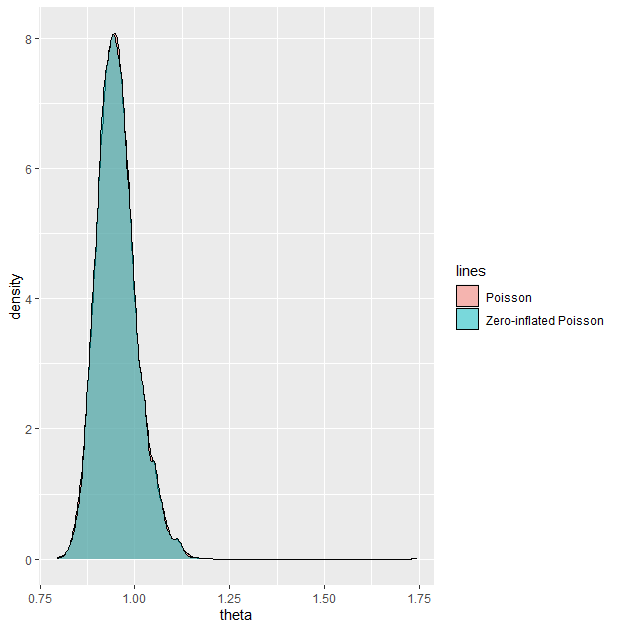 8
6
4
2
0
density
0.75 1.00 1.25 1.50 1.75
theta
lines
Poisson
Zero-inflated Poisson